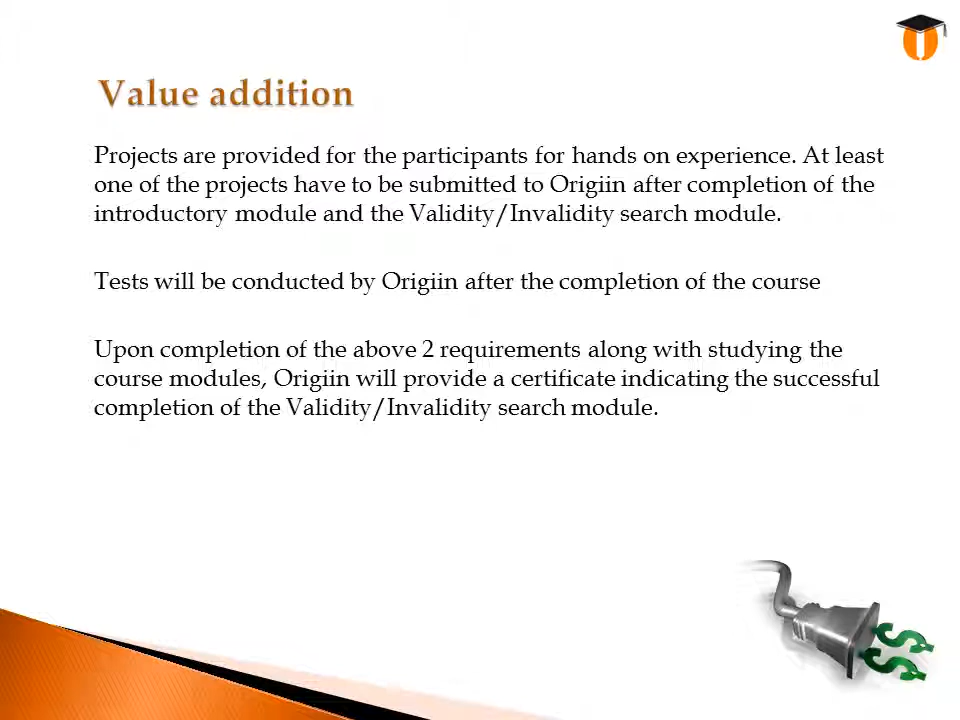 Value addition
Projects are provided for the participants for hands on experience. At least
one of the projects have to be submitted to Origiin after completion of the
introductory module and the Validity/Invalidity search module.
Tests will be conducted by Origiin after the completion of the course
Upon completion of the above 2 requirements along with studying the
course modules, Origiin will provide a certificate indicating the successful
completion of the Validity/Invalidity search module.
$
$